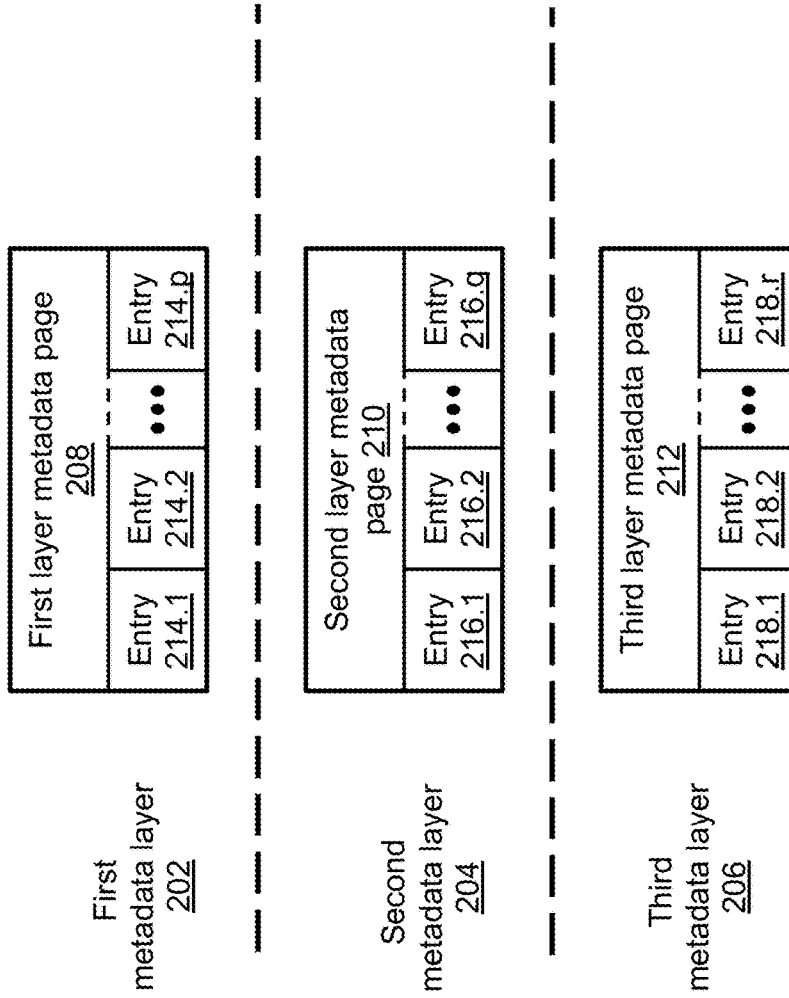 First
metadata layer
202
First layer metadata page
208
Entry
214.1
Entry
214.2
•••
Entry
214.p
Second
metadata layer
204
Second layer metadata
page 210
Entry
216.1
Entry
216.2
•••
Entry
216.q
Third
metadata layer
206
Third layer metadata page
212
Entry
218.1
Entry
218.2
•••
Entry
218.r